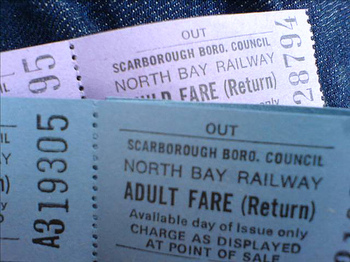 OUT
SCARBOROUGH BORO. COUNCIL
NORTH BAY RAILWAY
FARE (Return)
only
95
28794
OUT
SCARBOROUGH BORO. COUNCIL
NORTH BAY RAILWAY
ADULT FARE (Return)
Available day of Issue only
CHARGE AS DISPLAYED
AT POINT OF SALE
A319305